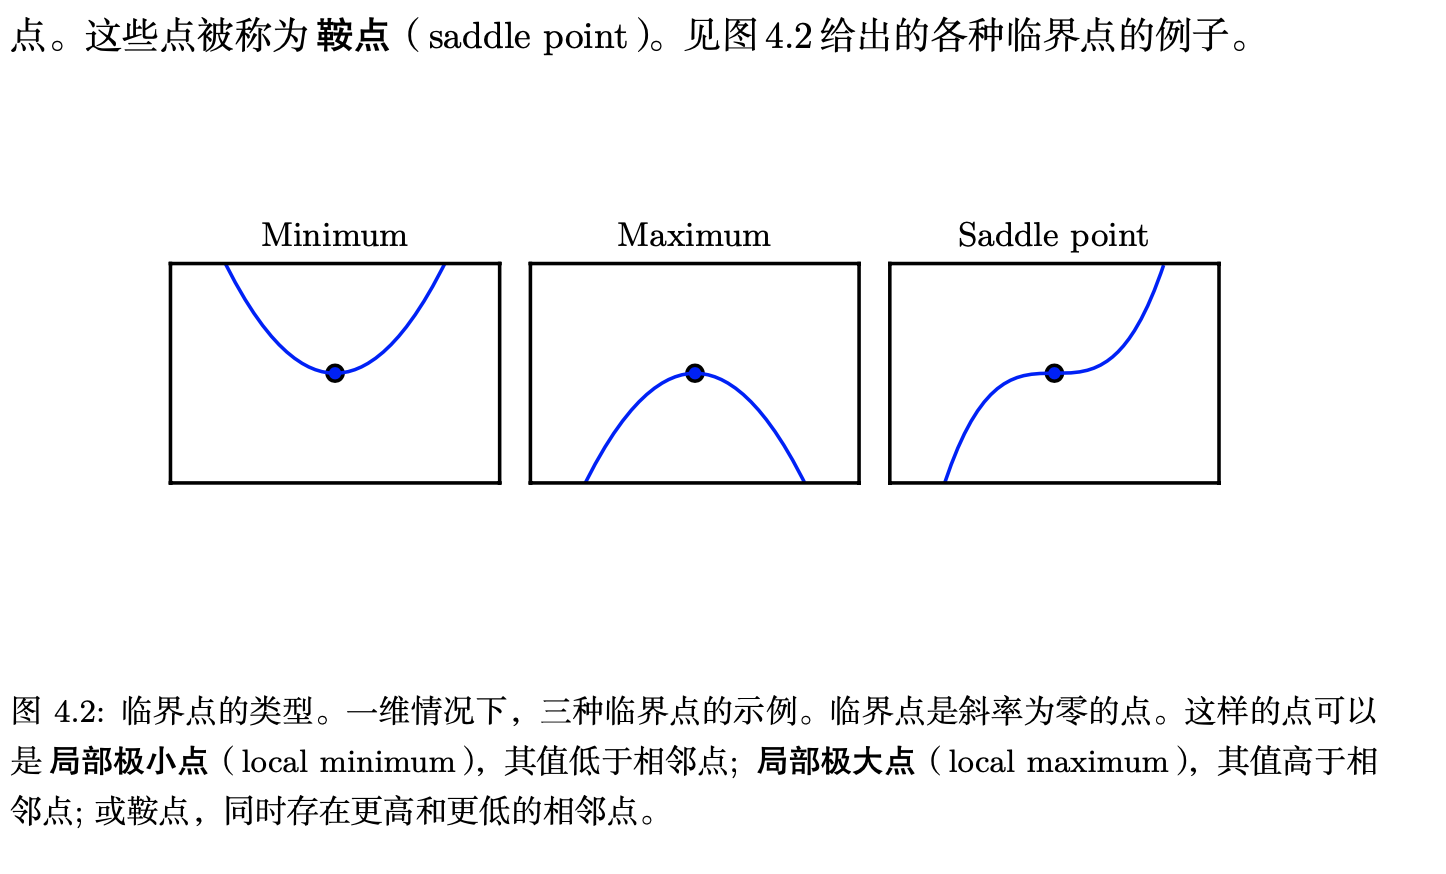 点。这些点被称为 鞍点（saddle point）。见图 4.2 给出的各种临界点的例子。
Minimum
Maximum
Saddle point
图 4.2: 临界点的类型。一维情况下，三种临界点的示例。临界点是斜率为零的点。这样的点可以
是 局部极小点（local minimum），其值低于相邻点; 局部极大点（local maximum），其值高于相
邻点; 或鞍点，同时存在更高和更低的相邻点。